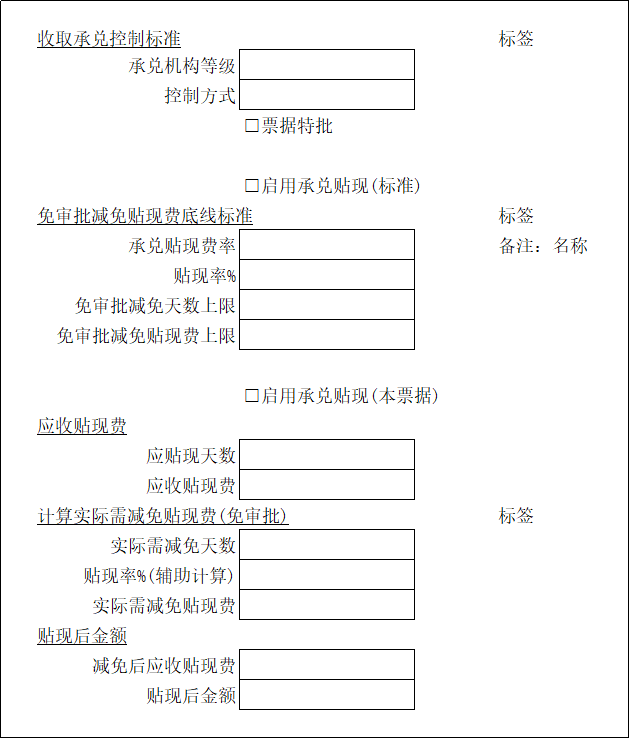 收取承兑控制标准 标签
承兑机构等级
控制方式
□票据特批
□启用承兑贴现(标准)
免审批减免贴现费底线标准 标签
承兑贴现费率 备注：名称
贴现率%
免审批减免天数上限
免审批减免贴现费上限
□启用承兑贴现(本票据)
应收贴现费
应贴现天数
应收贴现费
计算实际需减免贴现费(免审批) 标签
实际需减免天数
贴现率%(辅助计算)
实际需减免贴现费
贴现后金额
减免后应收贴现费
贴现后金额